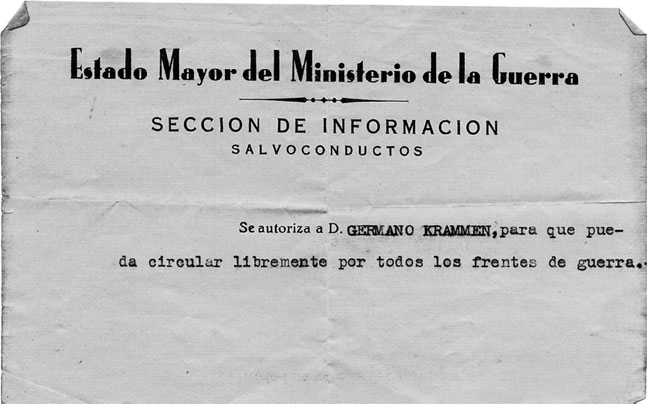 Estado Mayor del Ministerio de la Guerra
SECCION DE INFORMACION
SALVOCONDUCTOS
Se autoriza a D. GERMANO KRAMMEN, para que pue-
da circular libremente por todos los frentes de guerra.-